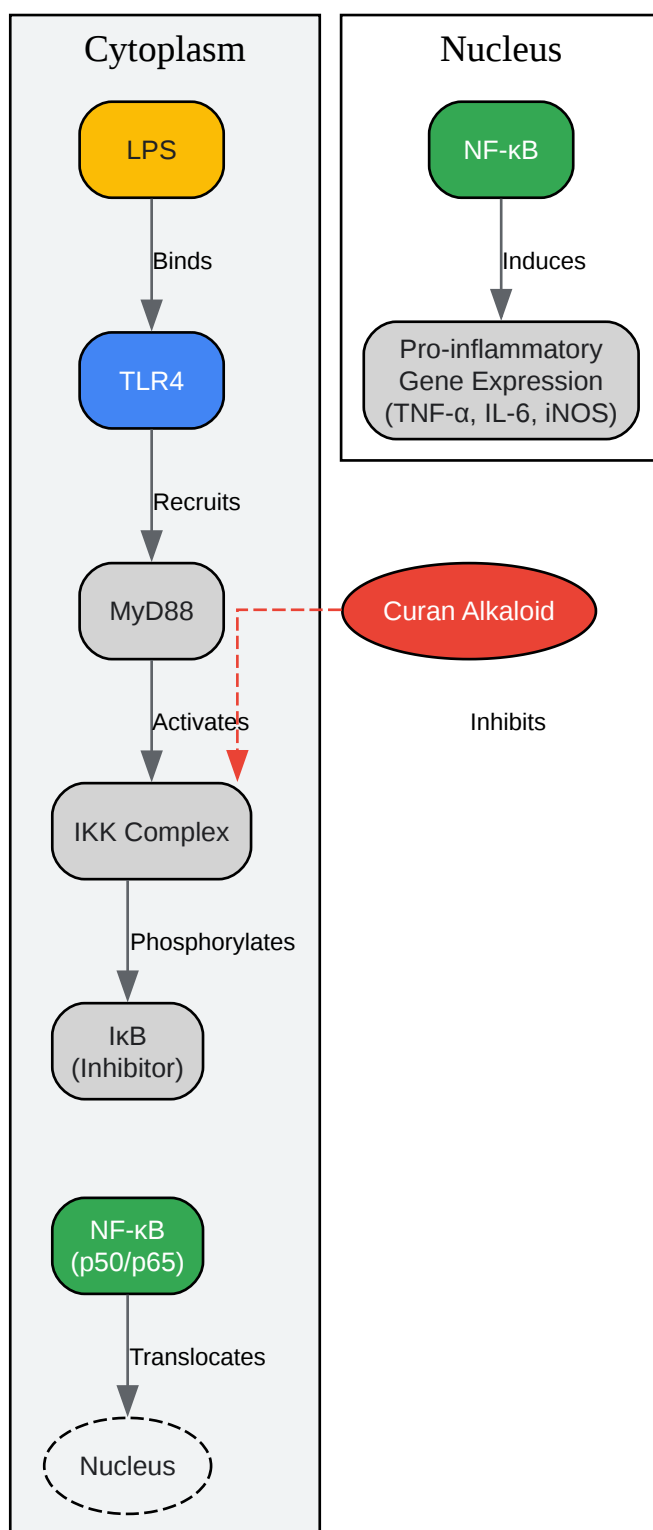 Cytoplasm
LPS
Binds
TLR4
Recruits
MyD88
Activates
IKK Complex
Phosphorylates
IκB
(Inhibitor)
NF-κB
(p50/p65)
Translocates
Nucleus
Nucleus
NF-κB
Induces
Pro-inflammatory
Gene Expression
(TNF-α, IL-6, iNOS)
Curan Alkaloid
Inhibits